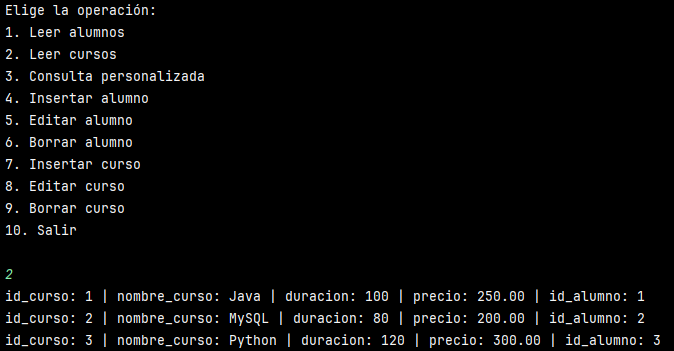 Elige la operación:
1. Leer alumnos
2. Leer cursos
3. Consulta personalizada
4. Insertar alumno
5. Editar alumno
6. Borrar alumno
7. Insertar curso
8. Editar curso
9. Borrar curso
10. Salir
2
id_curso: 1 | nombre_curso: Java | duracion: 100 | precio: 250.00 | id_alumno: 1
id_curso: 2 | nombre_curso: MySQL | duracion: 80 | precio: 200.00 | id_alumno: 2
id_curso: 3 | nombre_curso: Python | duracion: 120 | precio: 300.00 | id_alumno: 3